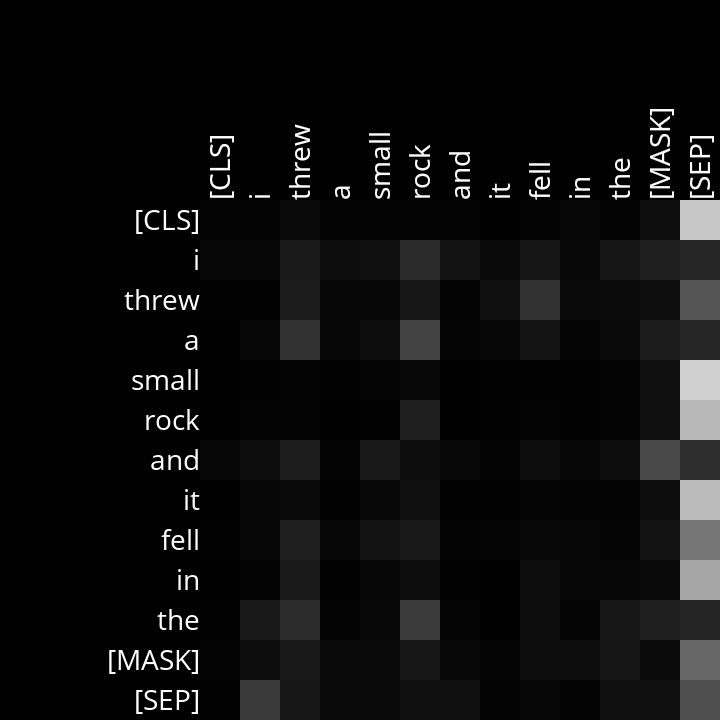 [CLS] i threw a small rock and it fell in the [MASK] [SEP]
[CLS]
i
threw
a
small
rock
and
it
fell
in
the
[MASK]
[SEP]